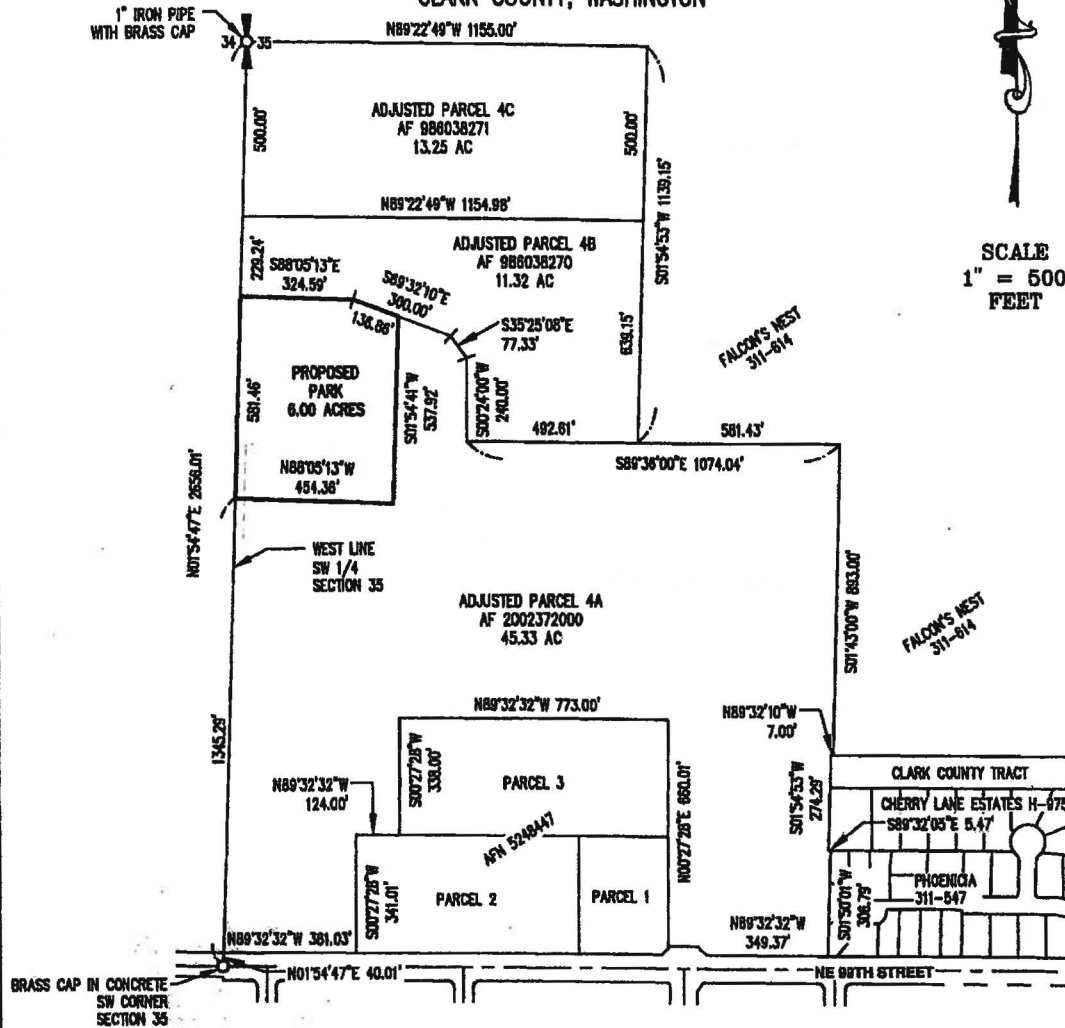 CLARK COUNTY, WASHINGTON
1" IRON PIPE
WITH BRASS CAP
34
35
N89°22'49"W 1155.00'
500.00'
ADJUSTED PARCEL 4C
AF 986038271
13.25 AC
500.00'
S01°54'53"W 1139.15'
N89°22'49"W 1154.98'
229.24'
S88°05'13"E
324.59'
ADJUSTED PARCEL 4B
AF 986038270
11.32 AC
S69°32'10"E
300.00'
136.86'
S35°25'08"E
77.33'
639.15'
SCALE
1" = 500
FEET
FALCON'S NEST
311-614
PROPOSED
PARK
6.00 ACRES
581.46'
S01°54'41"W
537.92'
S00°24'00"W
240.00'
492.61'
581.43'
S89°36'00"E 1074.04'
N88°05'13"W
454.36'
N01°54'47"E 2656.01'
WEST LINE
SW 1/4
SECTION 35
ADJUSTED PARCEL 4A
AF 2002372000
45.33 AC
S01°43'00"W 893.00'
FALCON'S NEST
311-614
1345.29'
N89°32'32"W 773.00'
N89°32'10"W
7.00'
S00°27'28"W
338.00'
PARCEL 3
N00°27'28"E 660.01'
N89°32'32"W
124.00'
S01°54'53"W
274.29'
CLARK COUNTY TRACT
CHERRY LANE ESTATES H-975
S89°32'05"E 5.47'
AFN 5248447
S00°27'28"W
341.01'
PARCEL 2
PARCEL 1
S01°50'01"W
306.79'
PHOENICIA
311-547
N89°32'32"W 361.03'
N89°32'32"W
349.37'
N01°54'47"E 40.01'
NE 99TH STREET
BRASS CAP IN CONCRETE
SW CORNER
SECTION 35